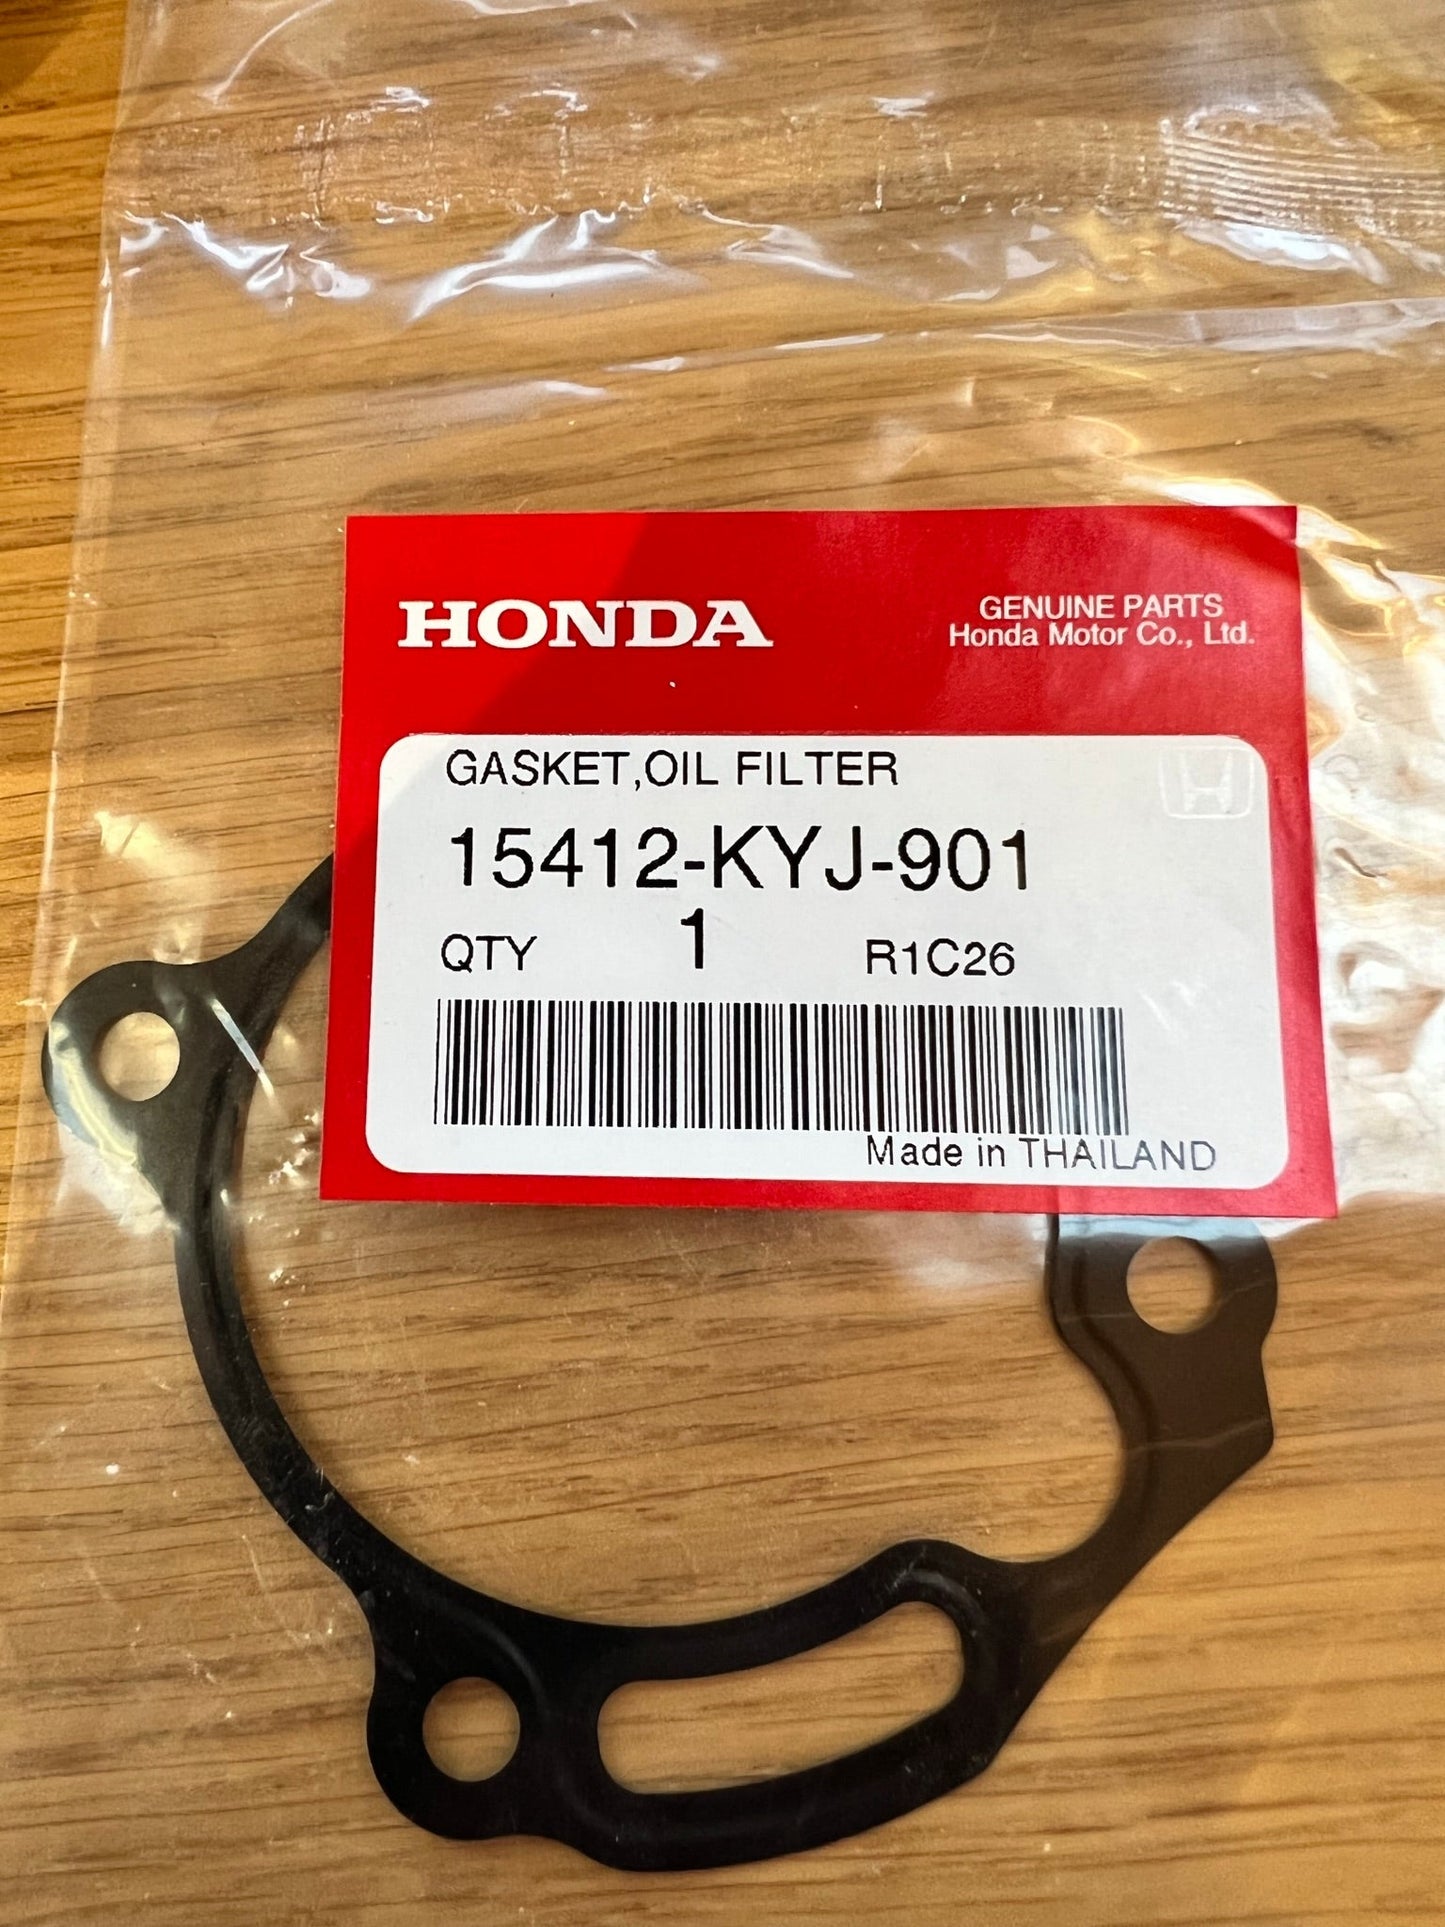 HONDA
GENUINE PARTS
Honda Motor Co., Ltd.
GASKET,OIL FILTER
15412-KYJ-901
QTY 1 R1C26
Made in THAILAND